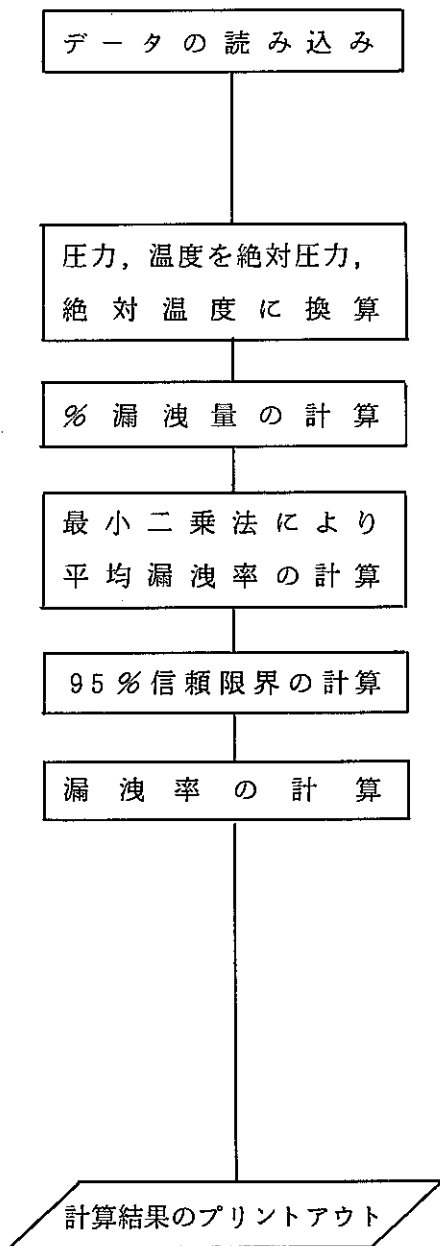 データの読み込み
圧力，温度を絶対圧力，
絶対温度に換算
％漏洩量の計算
最小二乗法により
平均漏洩率の計算
95％信頼限界の計算
漏洩率の計算
計算結果のプリントアウト